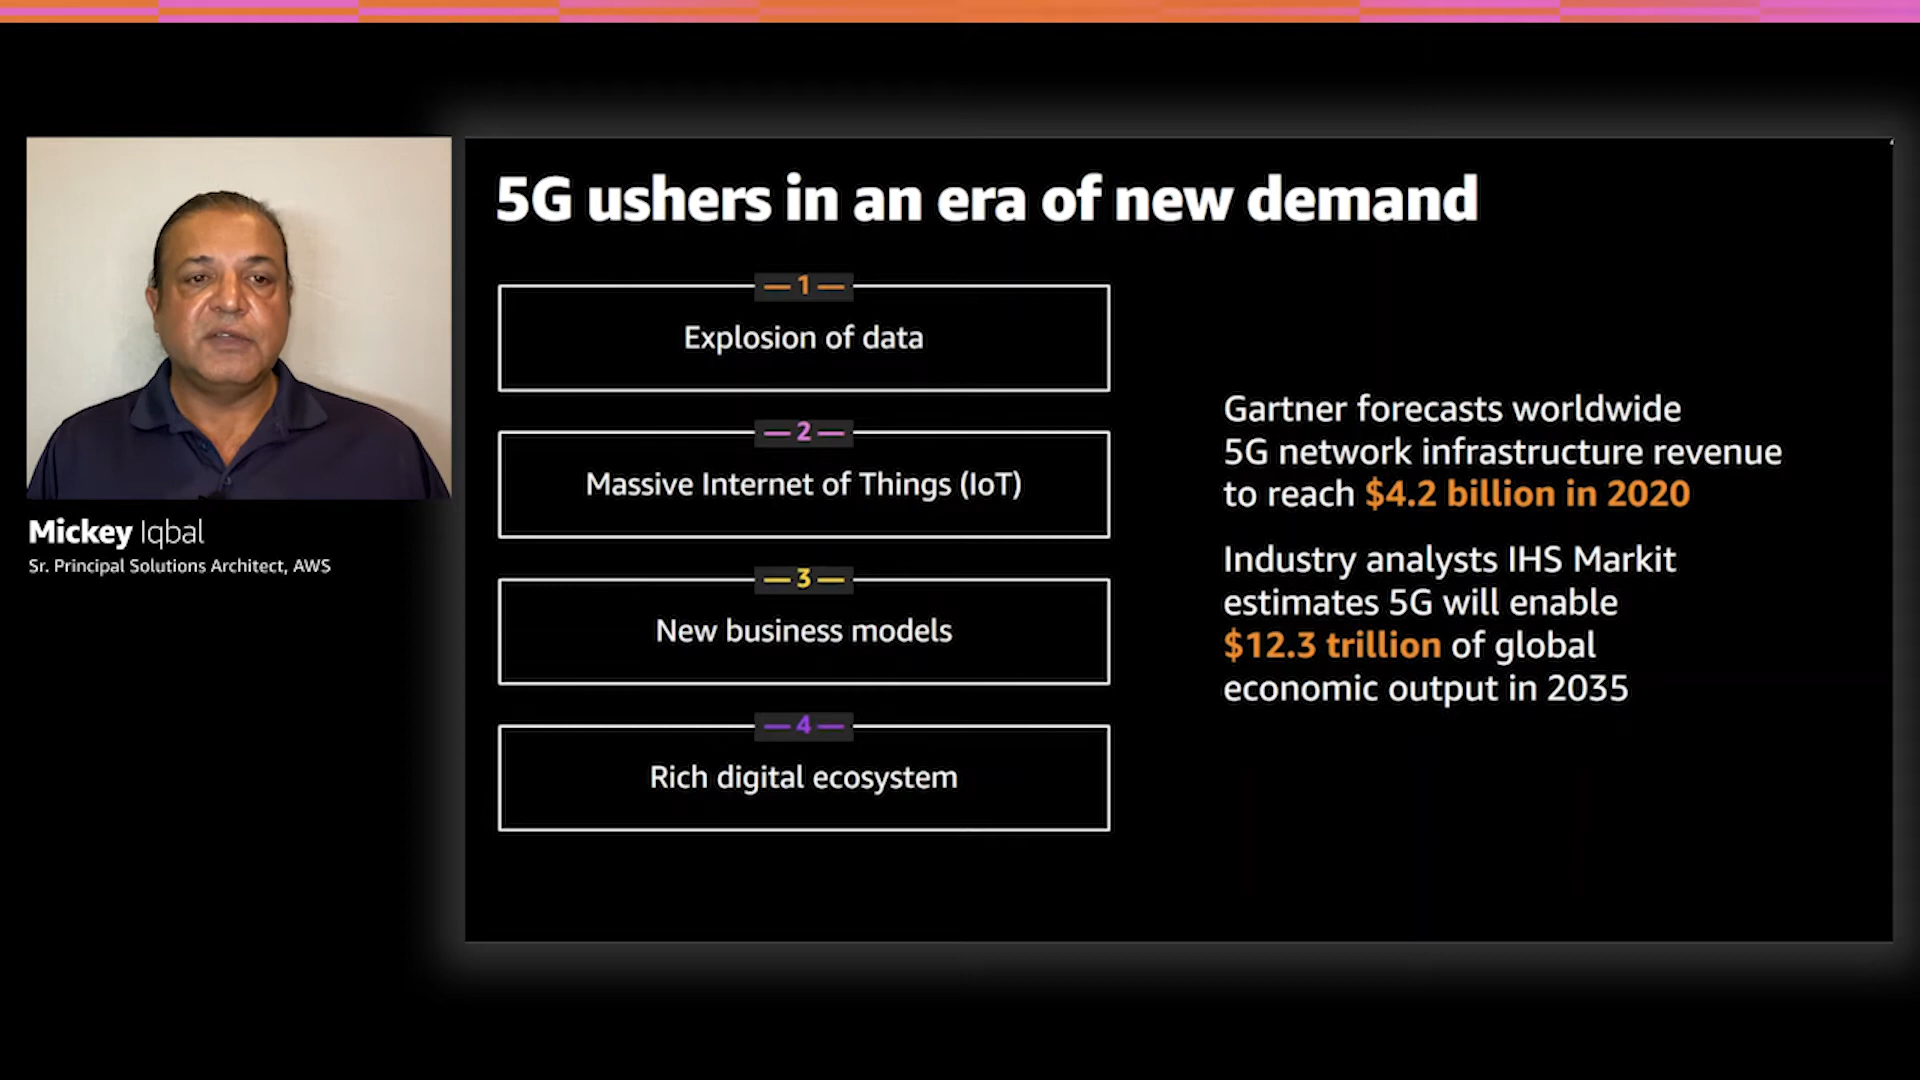 5G ushers in an era of new demand
1
Explosion of data
2
Massive Internet of Things (IoT)
3
New business models
4
Rich digital ecosystem
Gartner forecasts worldwide
5G network infrastructure revenue
to reach $4.2 billion in 2020
Industry analysts IHS Markit
estimates 5G will enable
$12.3 trillion of global
economic output in 2035
Mickey Iqbal
Sr. Principal Solutions Architect, AWS